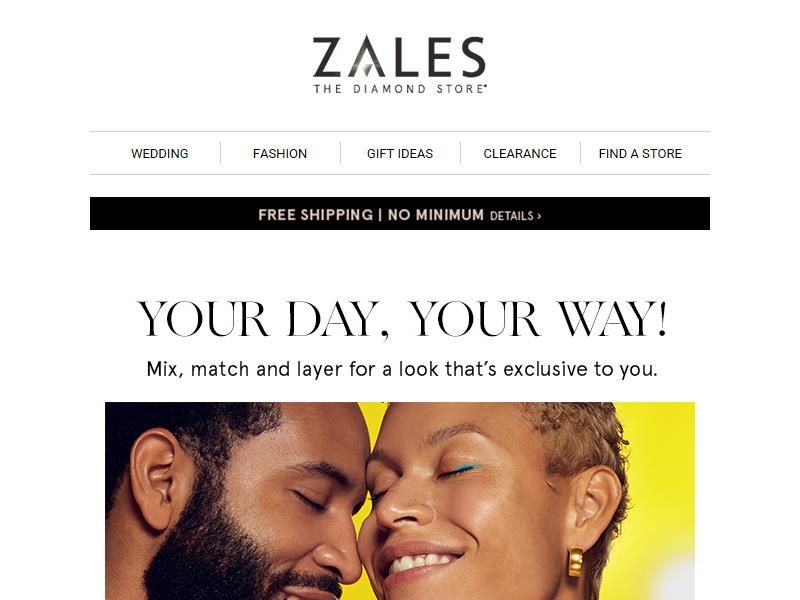 ZALES
THE DIAMOND STORE®
WEDDING
FASHION
GIFT IDEAS
CLEARANCE
FIND A STORE
FREE SHIPPING | NO MINIMUM DETAILS ›
YOUR DAY, YOUR WAY!
Mix, match and layer for a look that’s exclusive to you.